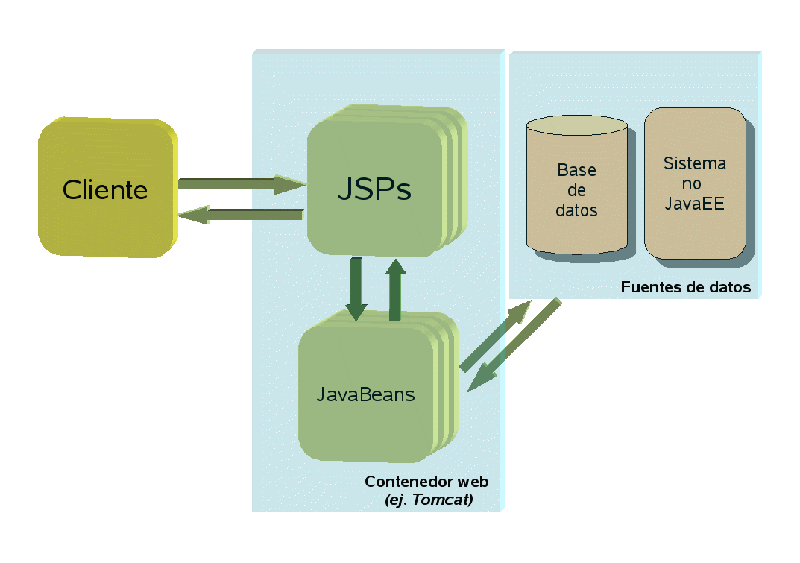 Cliente
JSPs
JavaBeans
Contenedor web
(ej. Tomcat)
Base
de
datos
Sistema
no
JavaEE
Fuentes de datos